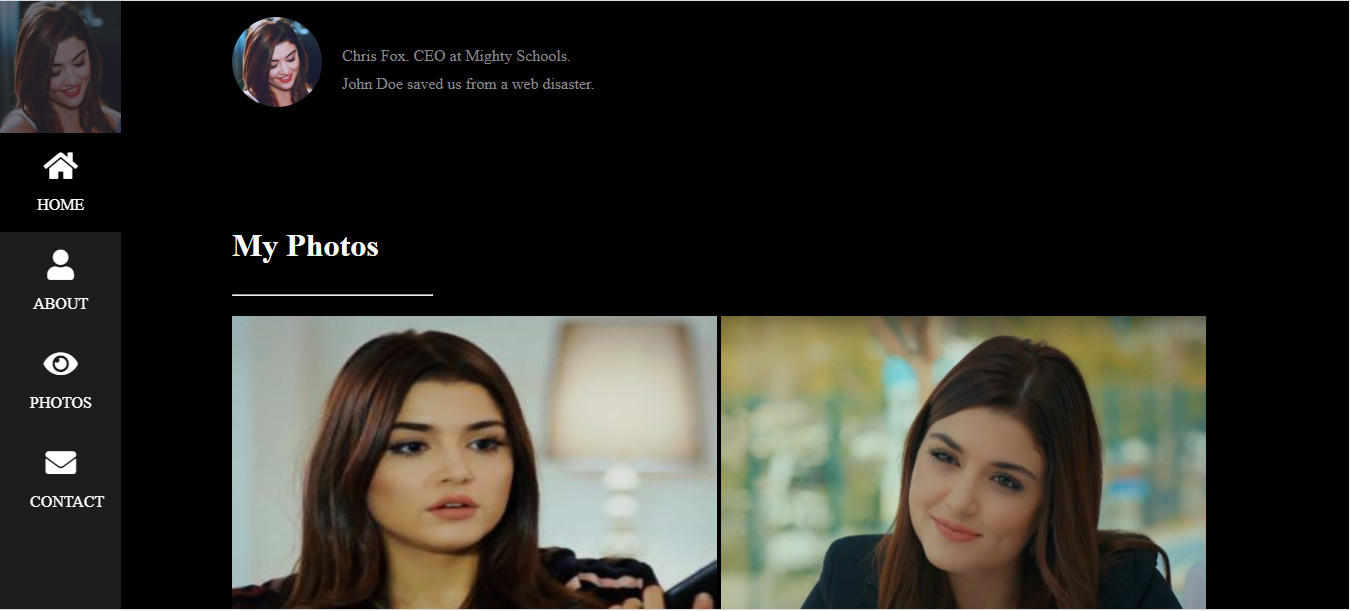 Chris Fox. CEO at Mighty Schools.
John Doe saved us from a web disaster.
HOME
My Photos
ABOUT
PHOTOS
CONTACT